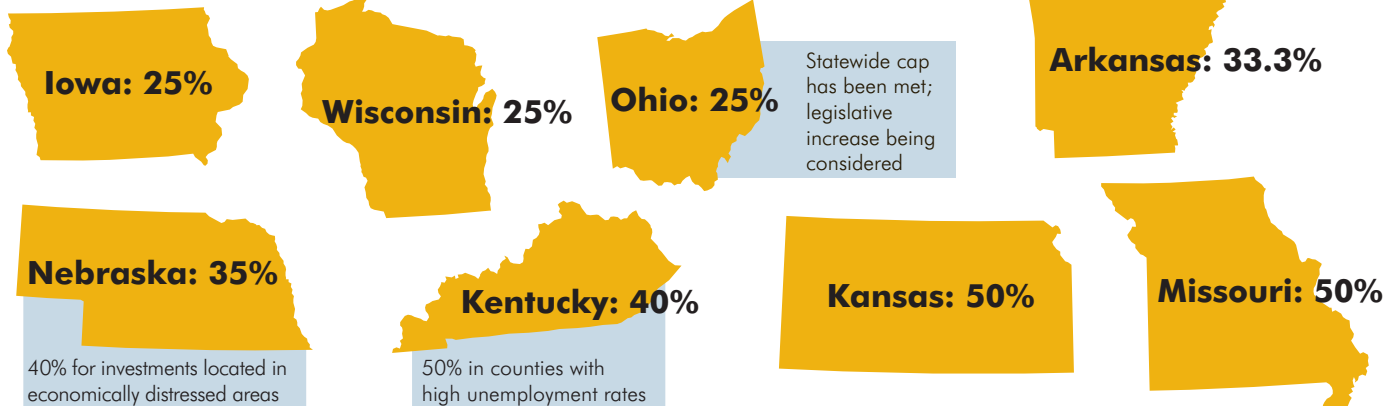 Iowa: 25%
Wisconsin: 25%
Ohio: 25%
Statewide cap
has been met;
legislative
increase being
considered
Arkansas: 33.3%
Nebraska: 35%
40% for investments located in
economically distressed areas
Kentucky: 40%
50% in counties with
high unemployment rates
Kansas: 50%
Missouri: 50%